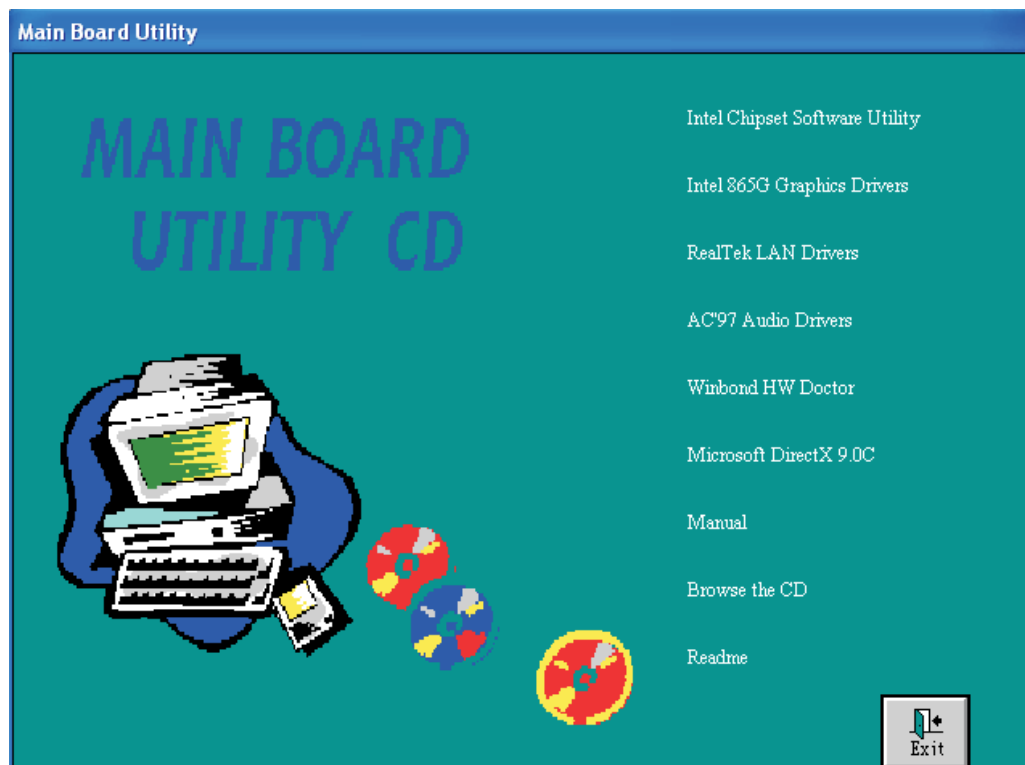 Main Board Utility
MAIN BOARD
UTILITY CD
Intel Chipset Software Utility
Intel 865G Graphics Drivers
RealTek LAN Drivers
AC'97 Audio Drivers
Winbond HW Doctor
Microsoft DirectX 9.0C
Manual
Browse the CD
Readme
Exit